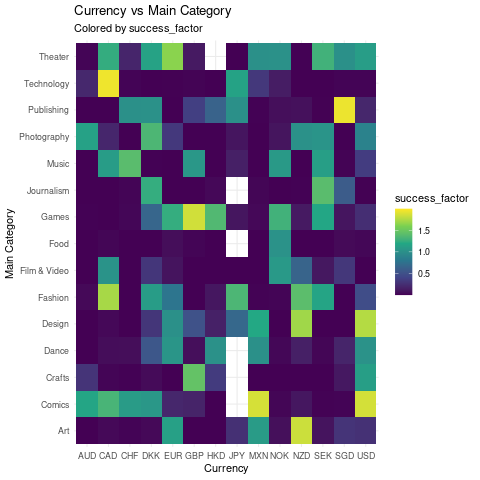 Currency vs Main Category
Colored by success_factor
Main Category
Theater
Technology
Publishing
Photography
Music
Journalism
Games
Food
Film & Video
Fashion
Design
Dance
Crafts
Comics
Art
AUD CAD CHF DKK EUR GBP HKD JPY MXN NOK NZD SEK SGD USD
Currency
success_factor
1.5
1.0
0.5